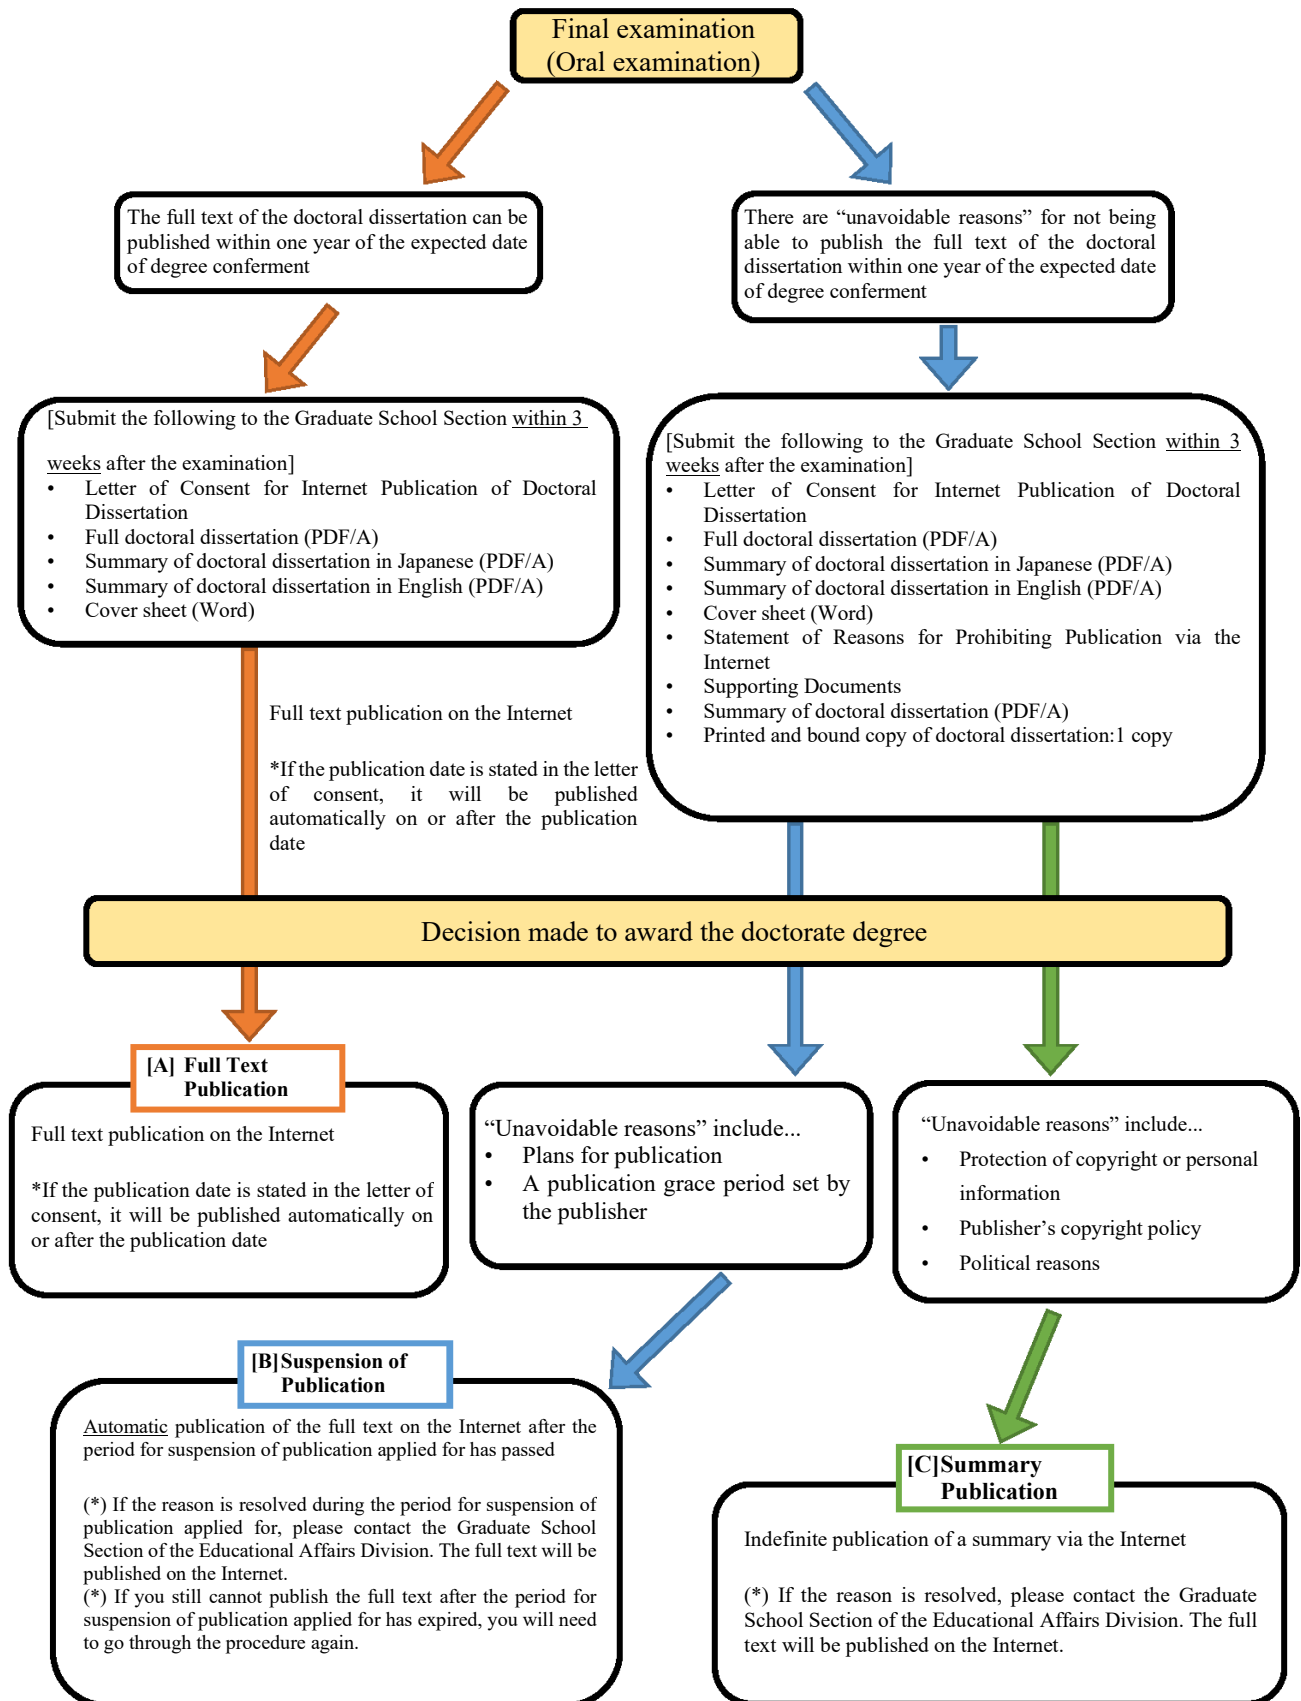 Final examination
(Oral examination)
The full text of the doctoral dissertation can be
published within one year of the expected date
of degree conferment
There are “unavoidable reasons” for not being
able to publish the full text of the doctoral
dissertation within one year of the expected date
of degree conferment
[Submit the following to the Graduate School Section within 3
weeks after the examination]
• Letter of Consent for Internet Publication of Doctoral
Dissertation
• Full doctoral dissertation (PDF/A)
• Summary of doctoral dissertation in Japanese (PDF/A)
• Summary of doctoral dissertation in English (PDF/A)
• Cover sheet (Word)
[Submit the following to the Graduate School Section within 3
weeks after the examination]
• Letter of Consent for Internet Publication of Doctoral
Dissertation
• Full doctoral dissertation (PDF/A)
• Summary of doctoral dissertation in Japanese (PDF/A)
• Summary of doctoral dissertation in English (PDF/A)
• Cover sheet (Word)
• Statement of Reasons for Prohibiting Publication via the
Internet
• Supporting Documents
• Summary of doctoral dissertation (PDF/A)
• Printed and bound copy of doctoral dissertation:1 copy
Full text publication on the Internet
*If the publication date is stated in the letter
of consent, it will be published
automatically on or after the publication
date
Decision made to award the doctorate degree
[A] Full Text
Publication
Full text publication on the Internet
*If the publication date is stated in the letter of
consent, it will be published automatically on
or after the publication date
“Unavoidable reasons” include...
• Plans for publication
• A publication grace period set by
the publisher
“Unavoidable reasons” include...
• Protection of copyright or personal
information
• Publisher’s copyright policy
• Political reasons
[B]Suspension of
Publication
Automatic publication of the full text on the Internet after the
period for suspension of publication applied for has passed
(*) If the reason is resolved during the period for suspension of
publication applied for, please contact the Graduate School
Section of the Educational Affairs Division. The full text will be
published on the Internet.
(*) If you still cannot publish the full text after the period for
suspension of publication applied for has expired, you will need
to go through the procedure again.
[C]Summary
Publication
Indefinite publication of a summary via the Internet
(*) If the reason is resolved, please contact the Graduate
School Section of the Educational Affairs Division. The full
text will be published on the Internet.